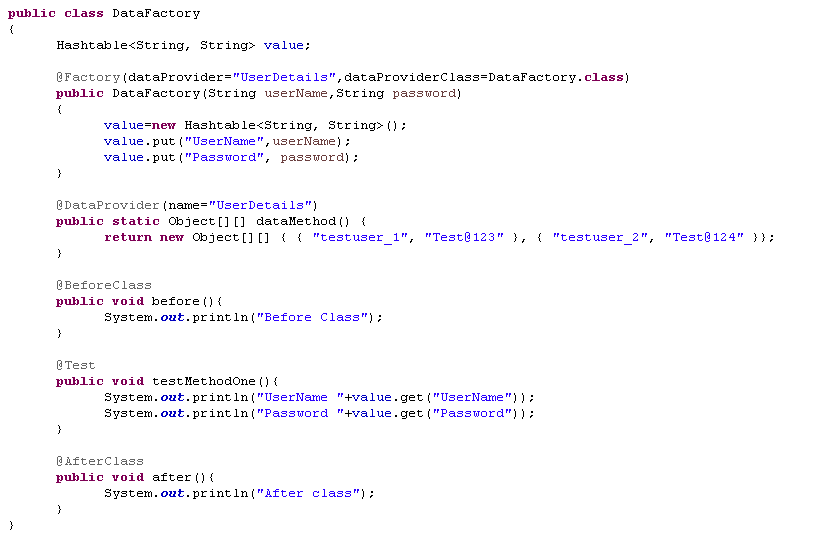 public class DataFactory
{
Hashtable<String, String> value;
@Factory(dataProvider="UserDetails",dataProviderClass=DataFactory.class)
public DataFactory(String userName,String password)
{
value=new Hashtable<String, String>();
value.put("UserName",userName);
value.put("Password", password);
}
@DataProvider(name="UserDetails")
public static Object[][] dataMethod() {
return new Object[][] { { "testuser_1", "Test@123" }, { "testuser_2", "Test@124" }};
}
@BeforeClass
public void before(){
System.out.println("Before Class");
}
@Test
public void testMethodOne(){
System.out.println("UserName "+value.get("UserName"));
System.out.println("Password "+value.get("Password"));
}
@AfterClass
public void after(){
System.out.println("After class");
}
}